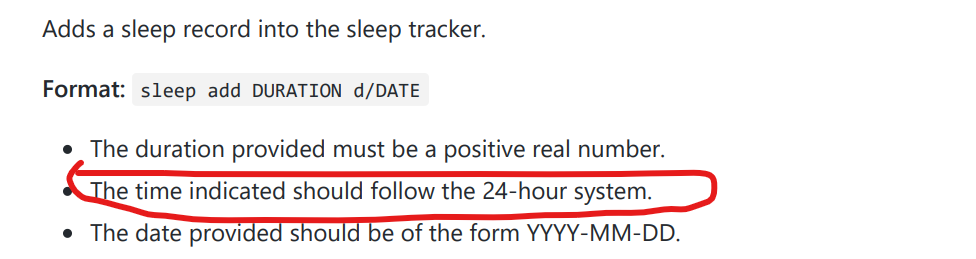 Adds a sleep record into the sleep tracker.
Format: sleep add DURATION d/DATE
• The duration provided must be a positive real number.
• The time indicated should follow the 24-hour system.
• The date provided should be of the form YYYY-MM-DD.